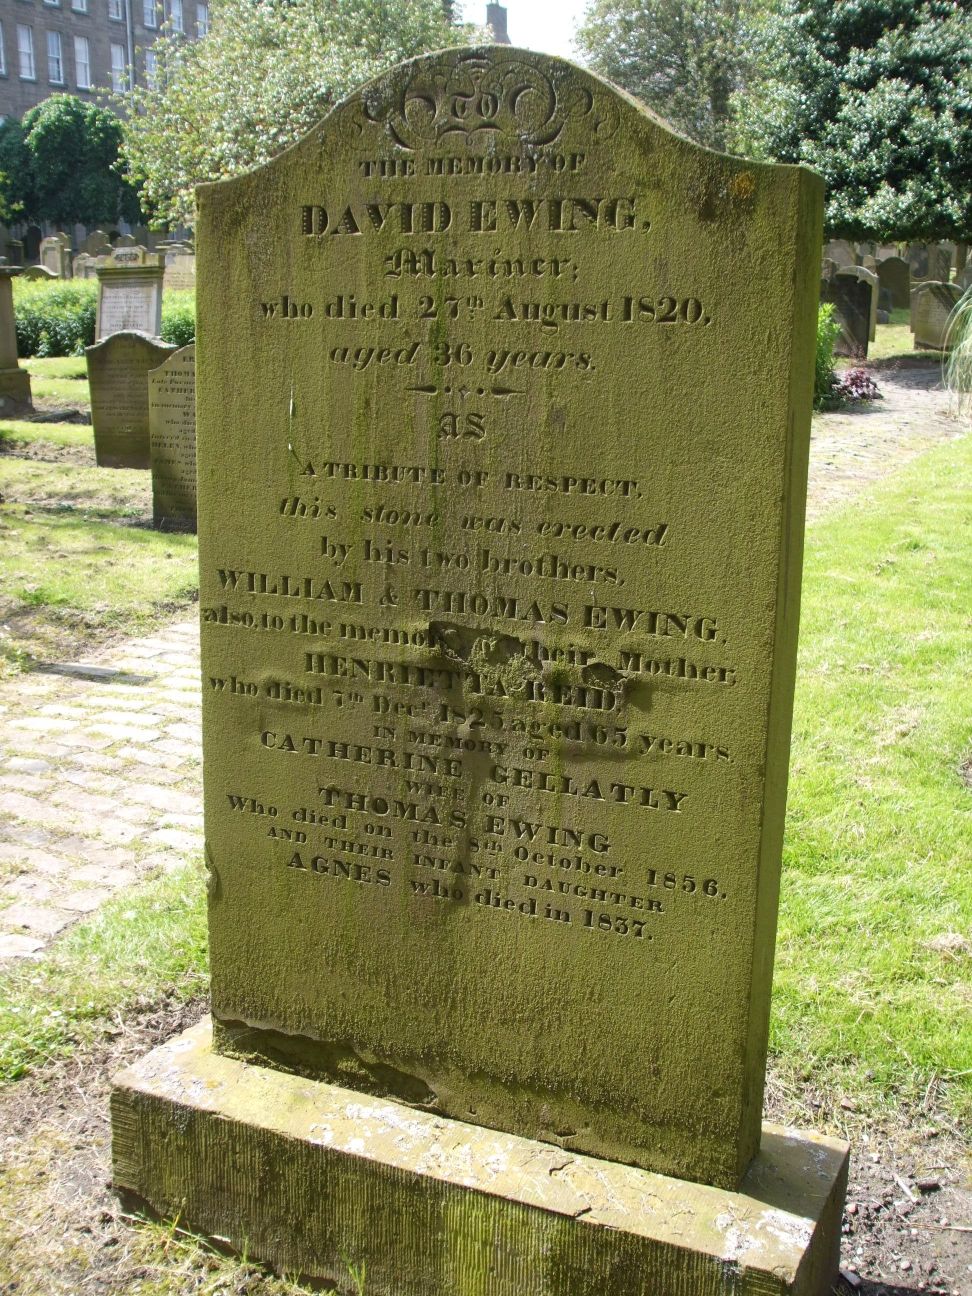 TO
THE MEMORY OF
DAVID EWING,
Mariner;
who died 27th August 1820,
aged 36 years.
AS
A TRIBUTE OF RESPECT,
this stone was erected
by his two brothers,
WILLIAM & THOMAS EWING,
also, to the memory of their Mother,
HENRIETTA REID,
who died 7th Decr. 1825 aged 65 years.
IN MEMORY OF
CATHERINE GELLATLY
WIFE OF
THOMAS EWING
Who died on the 8th October 1856.
AND THEIR INFANT DAUGHTER
AGNES who died in 1837.